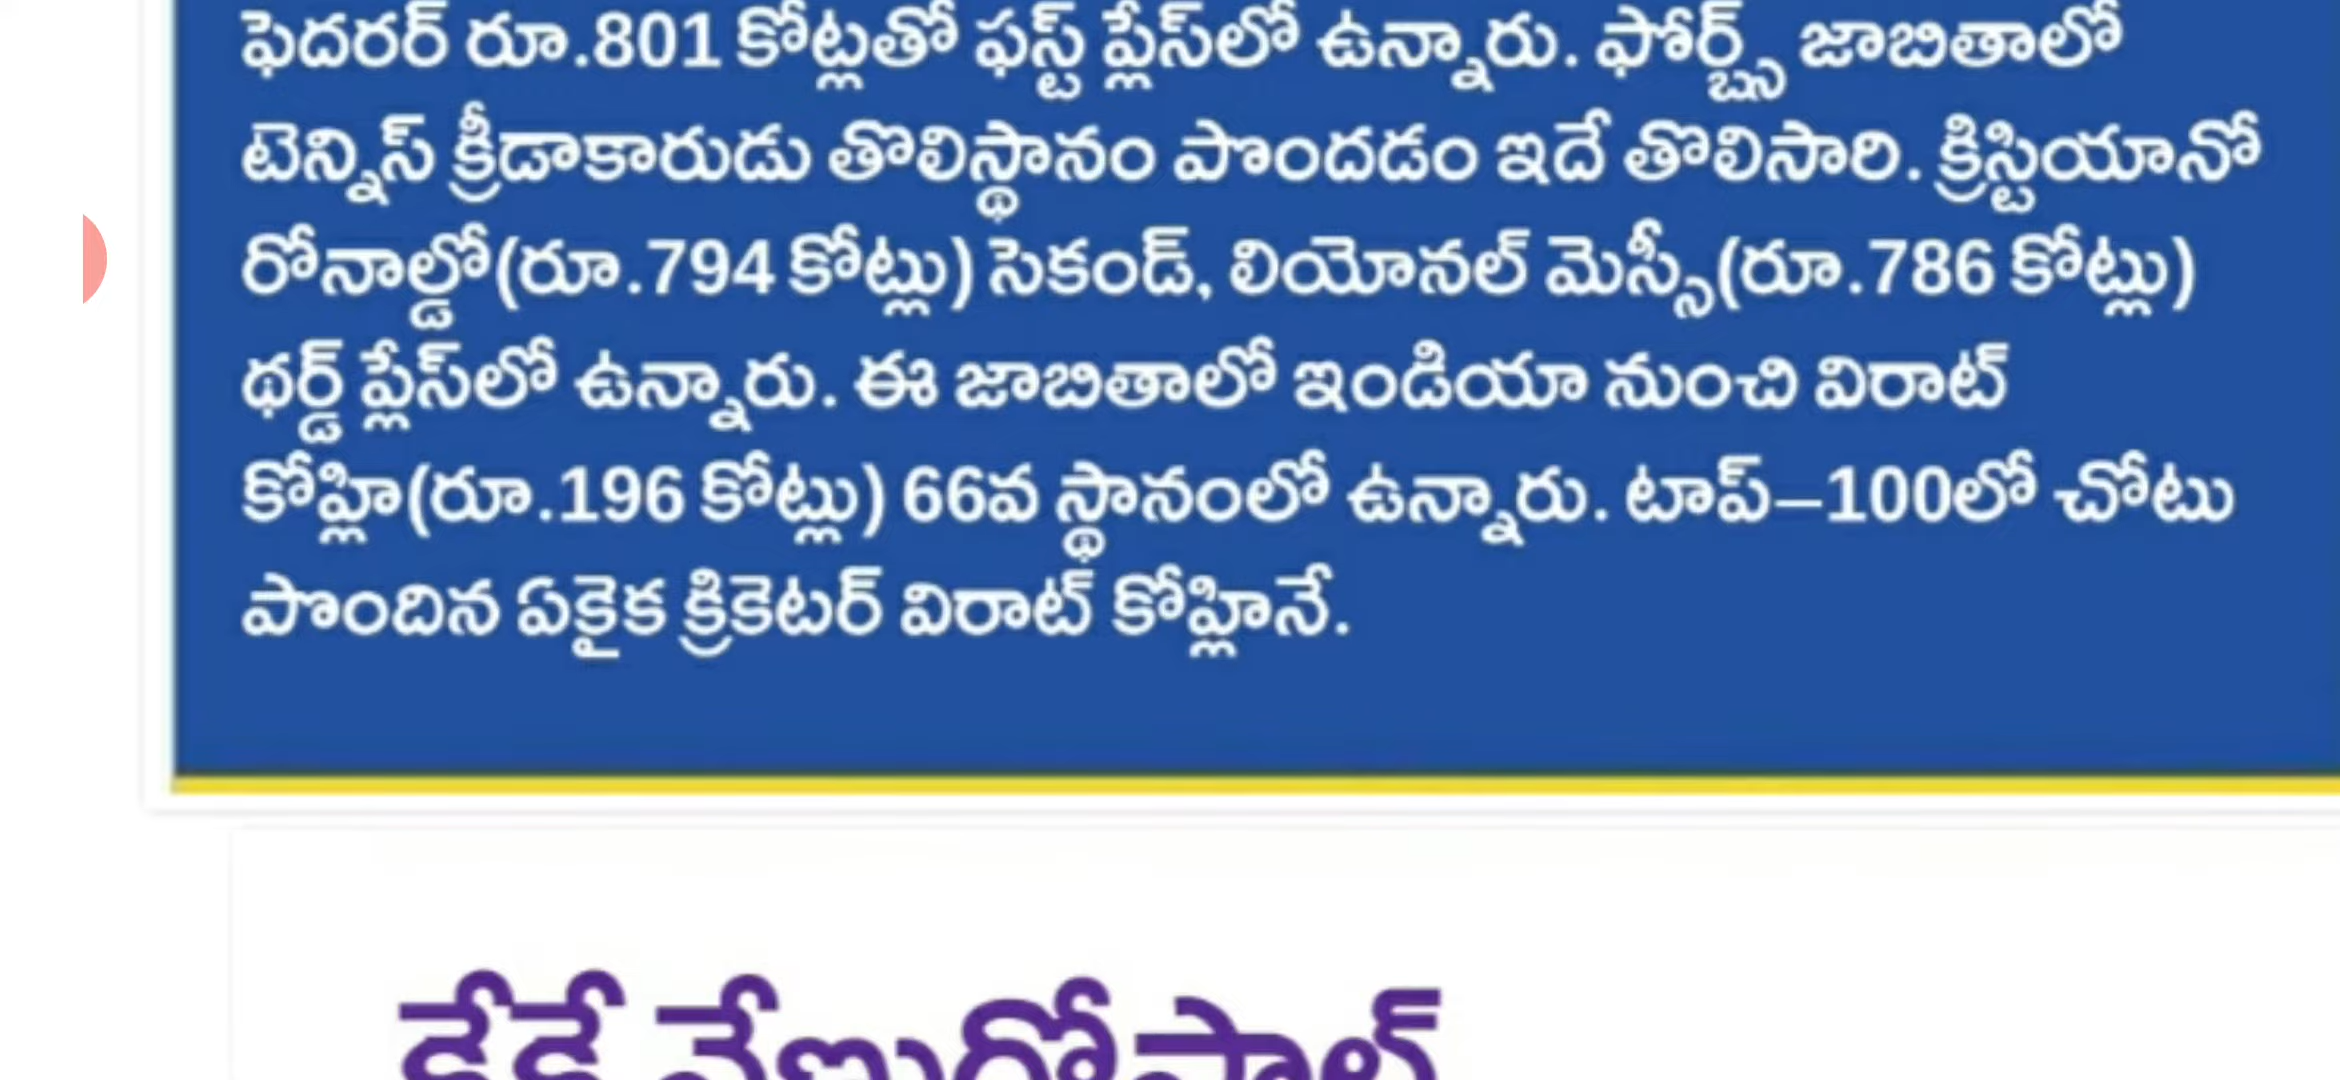 ఫెదరర్ రూ.801 కోట్లతో ఫస్ట్ ప్లేస్‌లో ఉన్నారు. ఫోర్బ్స్ జాబితాలో
టెన్నిస్ క్రీడాకారుడు తొలిస్థానం పొందడం ఇదే తొలిసారి. క్రిస్టియానో
రోనాల్డో(రూ.794 కోట్లు) సెకండ్, లియోనల్ మెస్సీ(రూ.786 కోట్లు)
థర్డ్ ప్లేస్‌లో ఉన్నారు. ఈ జాబితాలో ఇండియా నుంచి విరాట్
కోహ్లి(రూ.196 కోట్లు) 66వ స్థానంలో ఉన్నారు. టాప్–100లో చోటు
పొందిన ఏకైక క్రికెటర్ విరాట్ కోహ్లినే.
కేకే వేణుగోపాల్